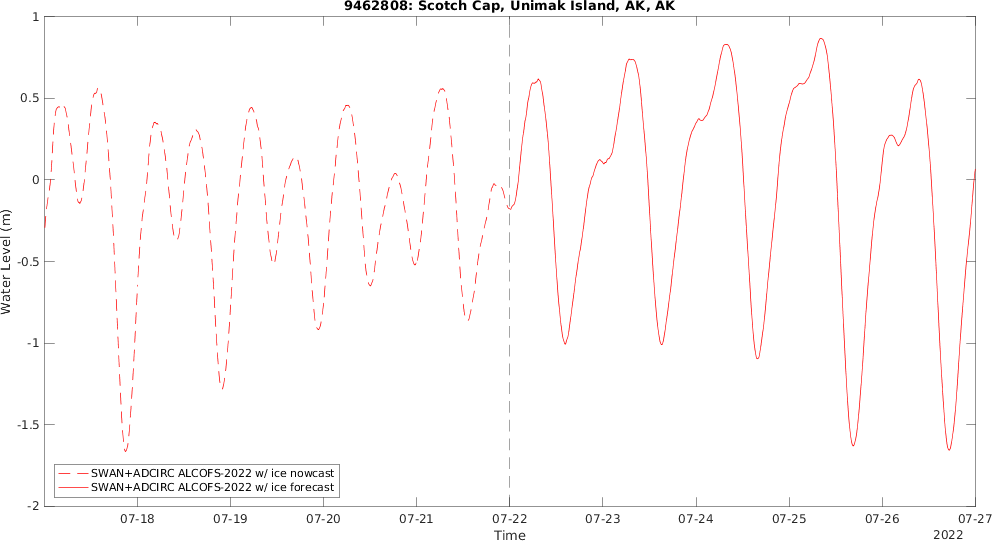 9462808: Scotch Cap, Unimak Island, AK, AK
1
0.5
0
-0.5
-1
-1.5
-2
Water Level (m)
SWAN+ADCIRC ALCOFS-2022 w/ ice nowcast
SWAN+ADCIRC ALCOFS-2022 w/ ice forecast
07-18 07-19 07-20 07-21 07-22 07-23 07-24 07-25 07-26 07-27
Time
2022